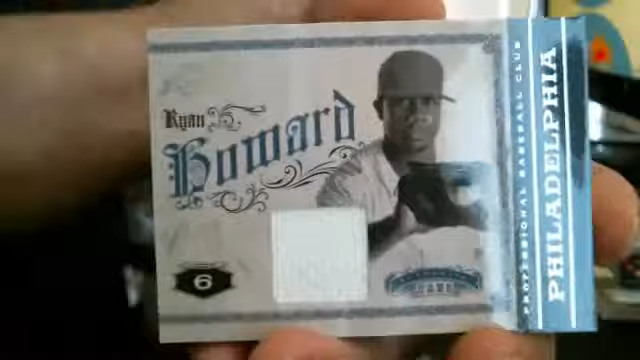 Ryan
Howard
6
PROFESSIONAL BASEBALL CLUB
PHILADELPHIA